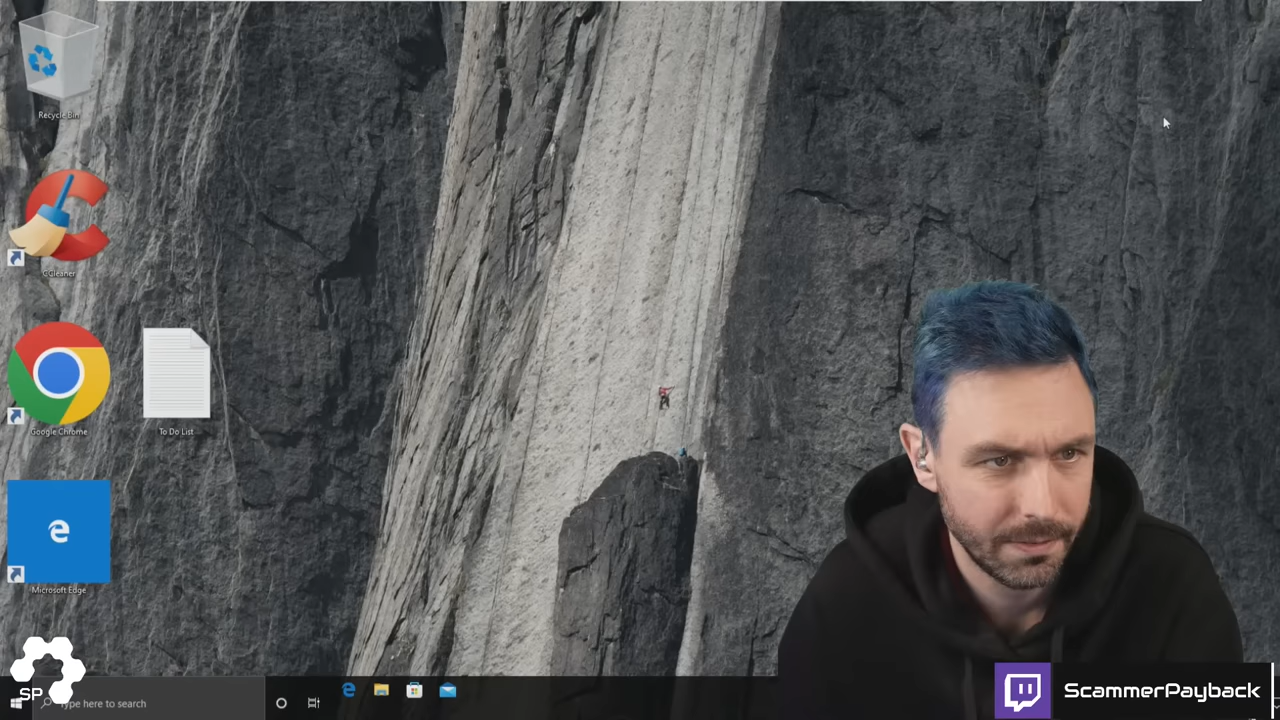 Recycle Bin
CCleaner
Google Chrome
To Do List
Microsoft Edge
SP
Type here to search
ScammerPayback